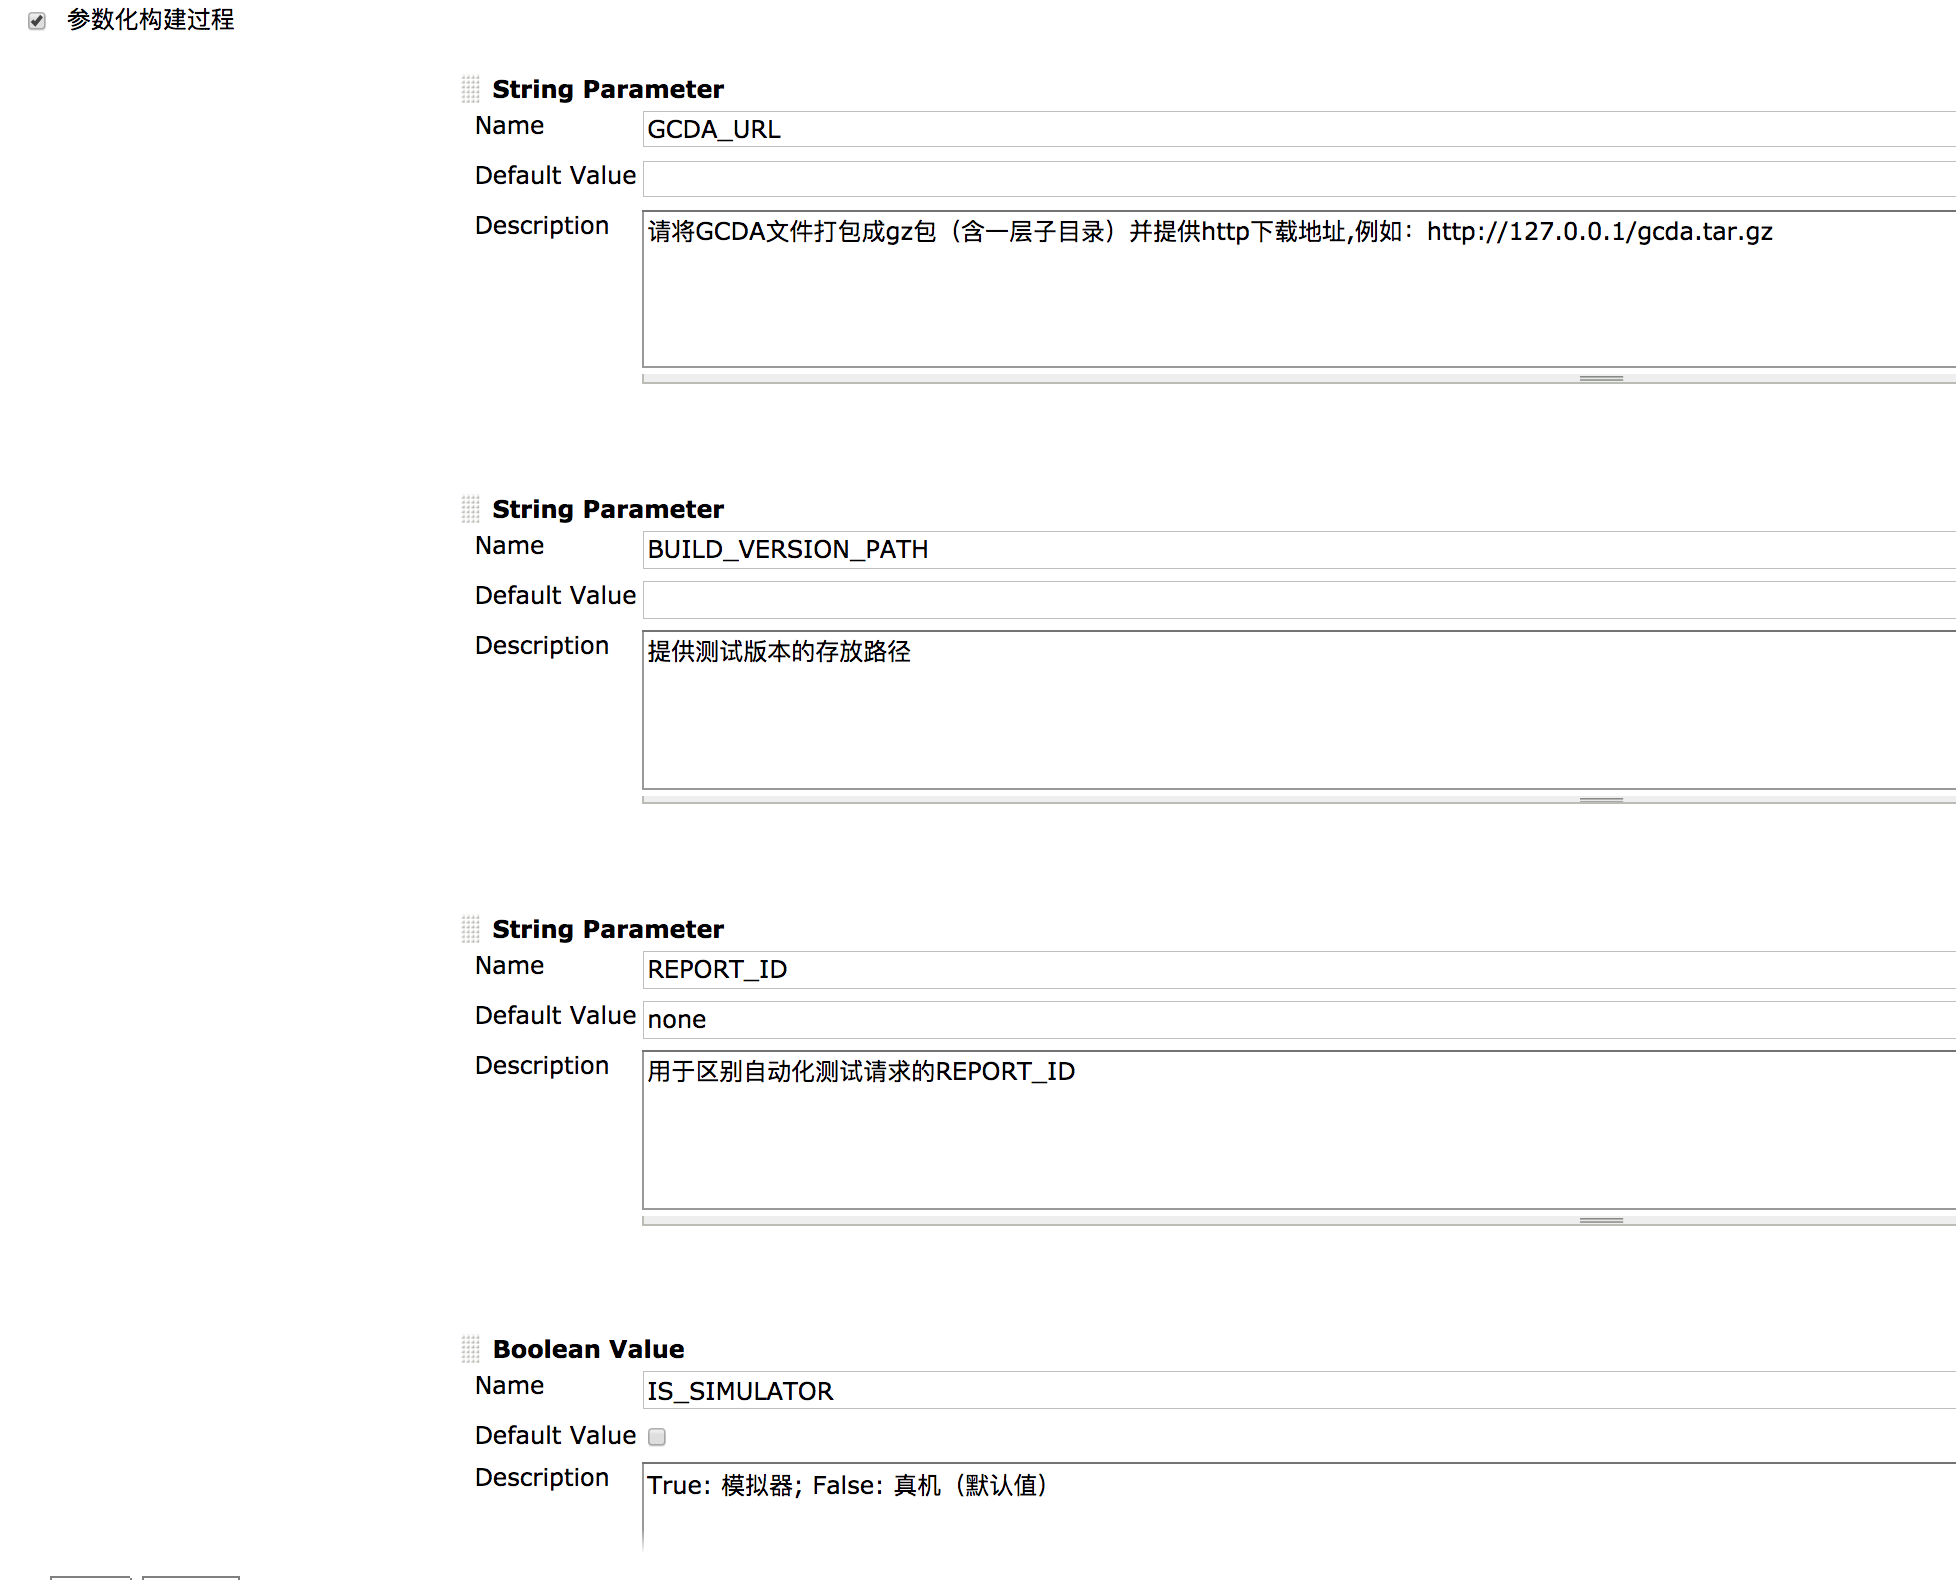 参数化构建过程
String Parameter
Name GCDA_URL
Default Value
Description 请将GCDA文件打包成gz包（含一层子目录）并提供http下载地址,例如：http://127.0.0.1/gcda.tar.gz
String Parameter
Name BUILD_VERSION_PATH
Default Value
Description 提供测试版本的存放路径
String Parameter
Name REPORT_ID
Default Value none
Description 用于区别自动化测试请求的REPORT_ID
Boolean Value
Name IS_SIMULATOR
Default Value
Description True: 模拟器; False: 真机（默认值）